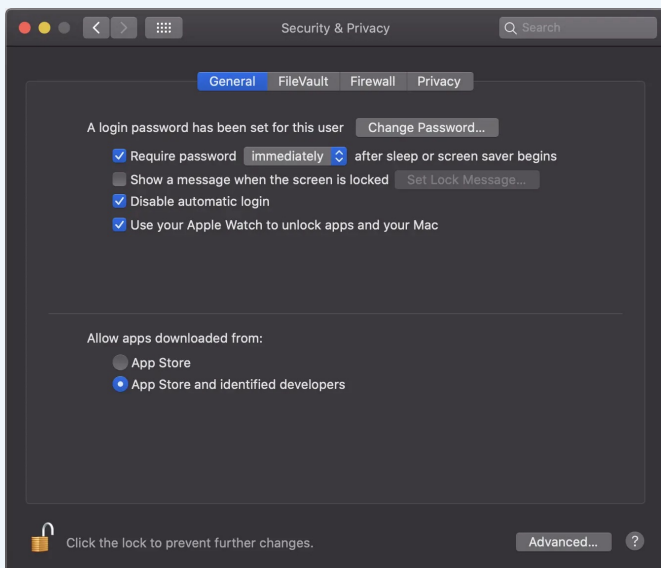 Security & Privacy
Search
General FileVault Firewall Privacy
A login password has been set for this user Change Password...
Require password immediately after sleep or screen saver begins
Show a message when the screen is locked Set Lock Message...
Disable automatic login
Use your Apple Watch to unlock apps and your Mac
Allow apps downloaded from:
App Store
App Store and identified developers
Click the lock to prevent further changes. Advanced... ?